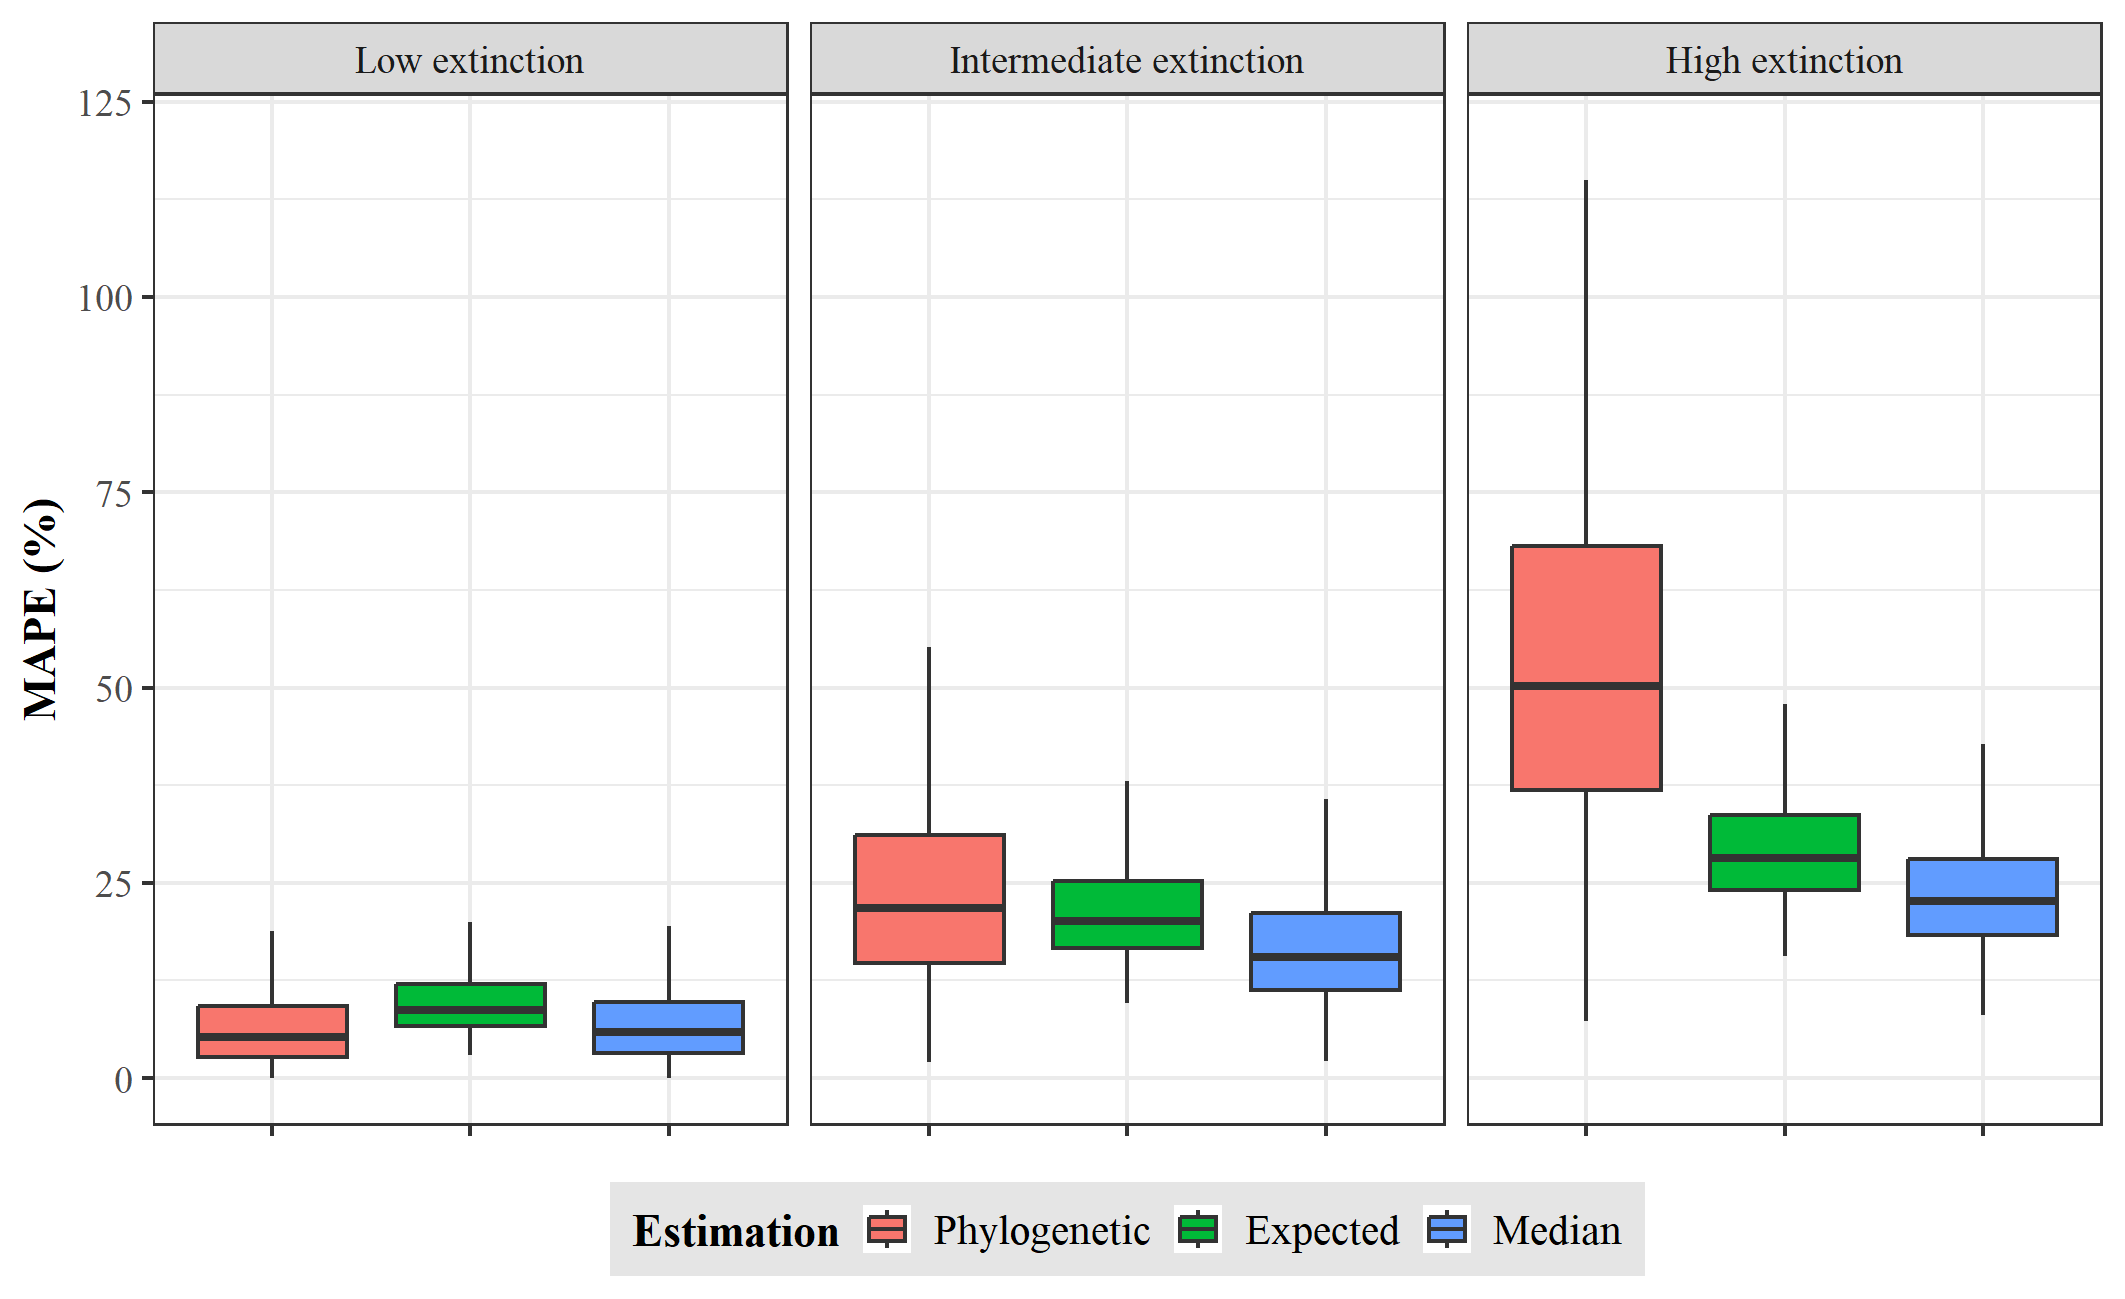 Low extinction
Intermediate extinction
High extinction
125
100
75
50
25
0
MAPE (%)
Estimation Phylogenetic Expected Median